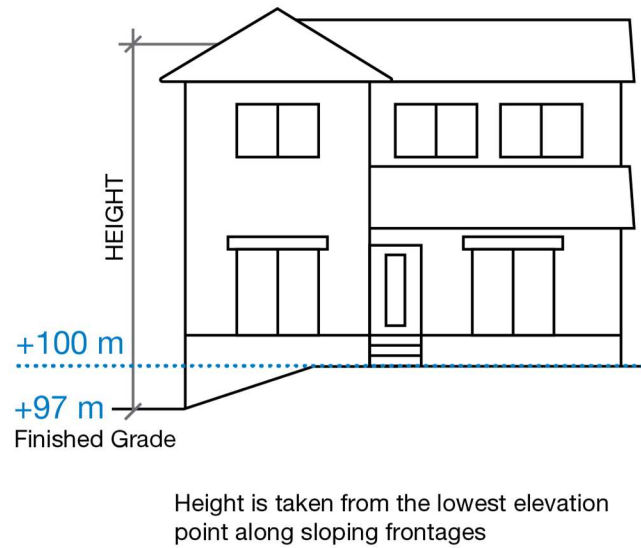 HEIGHT
+100 m
+97 m
Finished Grade
Height is taken from the lowest elevation
point along sloping frontages